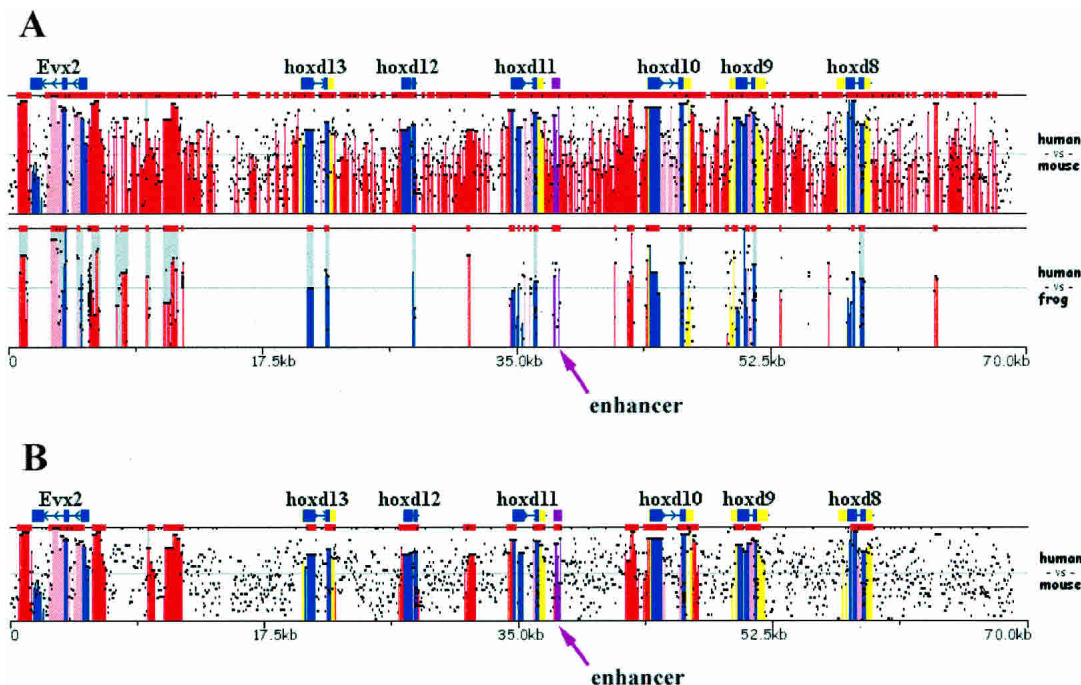 A
Evx2 hoxd13 hoxd12 hoxd11 hoxd10 hoxd9 hoxd8
human
- vs -
mouse
human
- vs -
frog
0 17.5kb 35.0kb 52.5kb 70.0kb
enhancer
B
Evx2 hoxd13 hoxd12 hoxd11 hoxd10 hoxd9 hoxd8
human
- vs -
mouse
0 17.5kb 35.0kb 52.5kb 70.0kb
enhancer